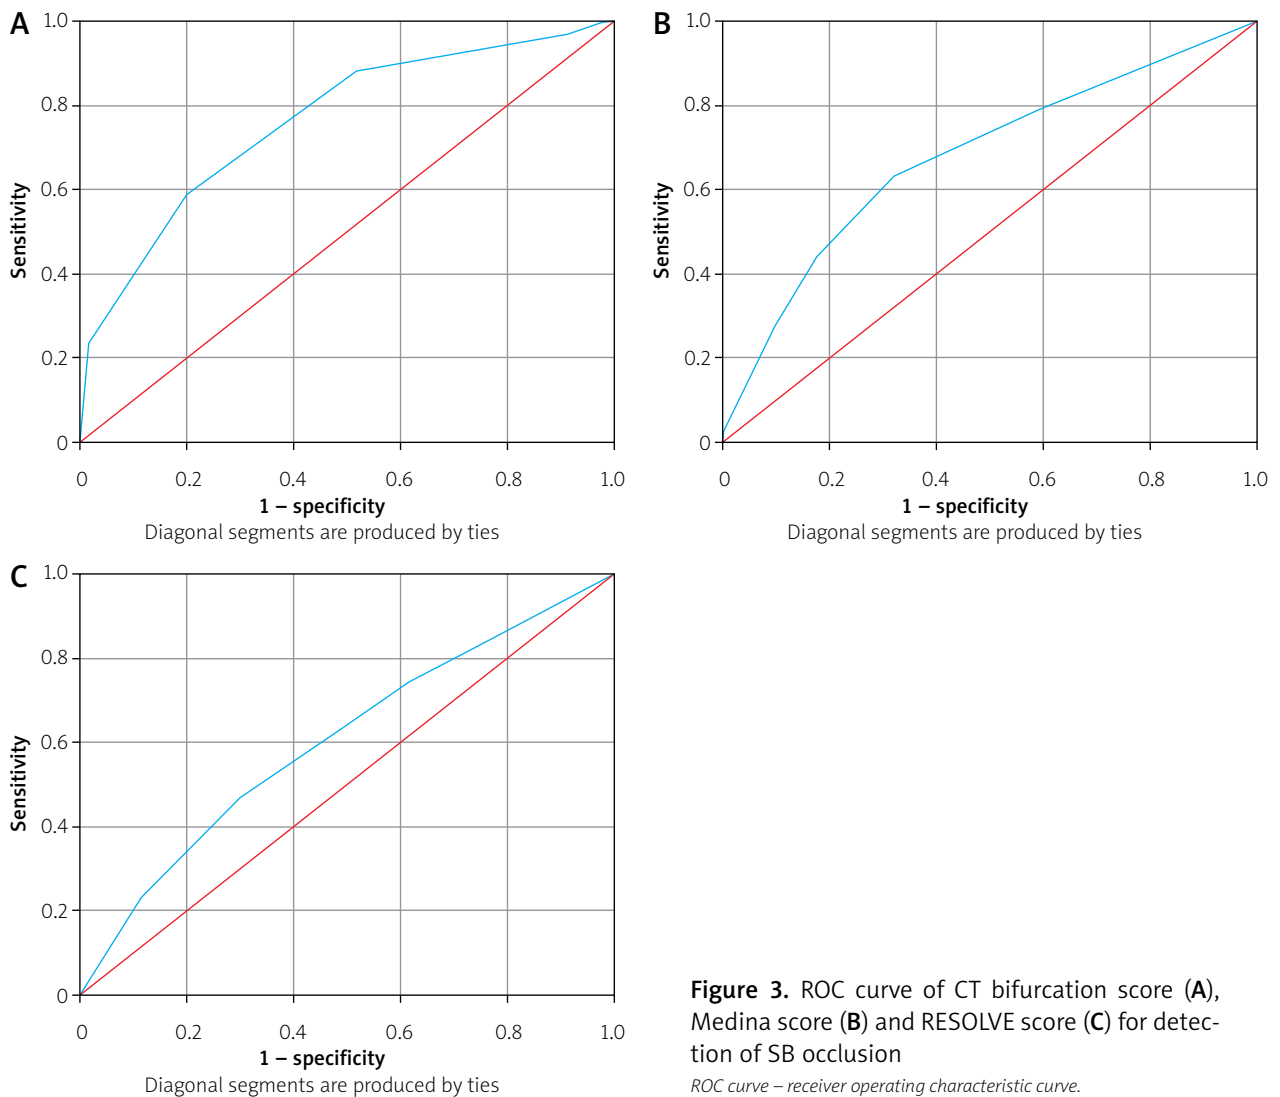 A
1.0
0.8
0.6
0.4
0.2
0
Sensitivity
0 0.2 0.4 0.6 0.8 1.0
1 – specificity
Diagonal segments are produced by ties
B
1.0
0.8
0.6
0.4
0.2
0
Sensitivity
0 0.2 0.4 0.6 0.8 1.0
1 – specificity
Diagonal segments are produced by ties
C
1.0
0.8
0.6
0.4
0.2
0
Sensitivity
0 0.2 0.4 0.6 0.8 1.0
1 – specificity
Diagonal segments are produced by ties
Figure 3. ROC curve of CT bifurcation score (A),
Medina score (B) and RESOLVE score (C) for detec-
tion of SB occlusion
ROC curve – receiver operating characteristic curve.